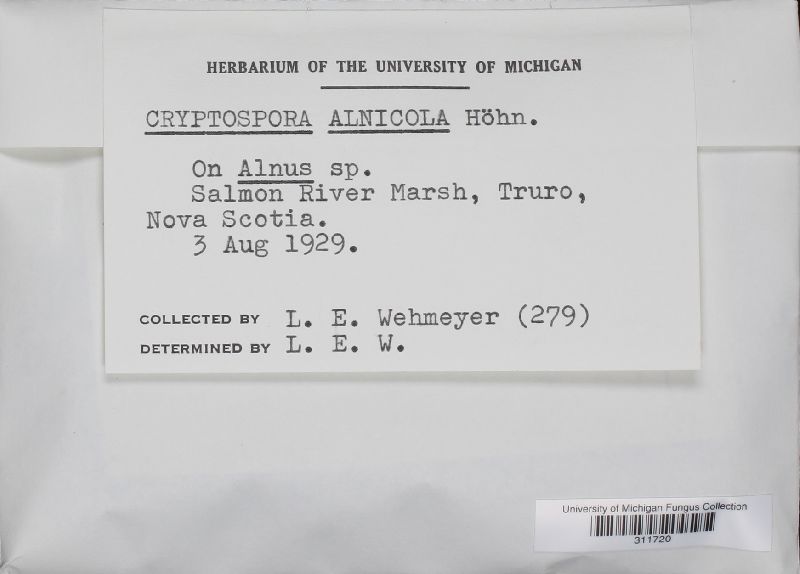 HERBARIUM OF THE UNIVERSITY OF MICHIGAN
CRYPTOSPORA ALNICOLA Höhn.
On Alnus sp.
Salmon River Marsh, Truro,
Nova Scotia.
3 Aug 1929.
COLLECTED BY L. E. Wehmeyer (279)
DETERMINED BY L. E. W.
University of Michigan Fungus Collection
311720